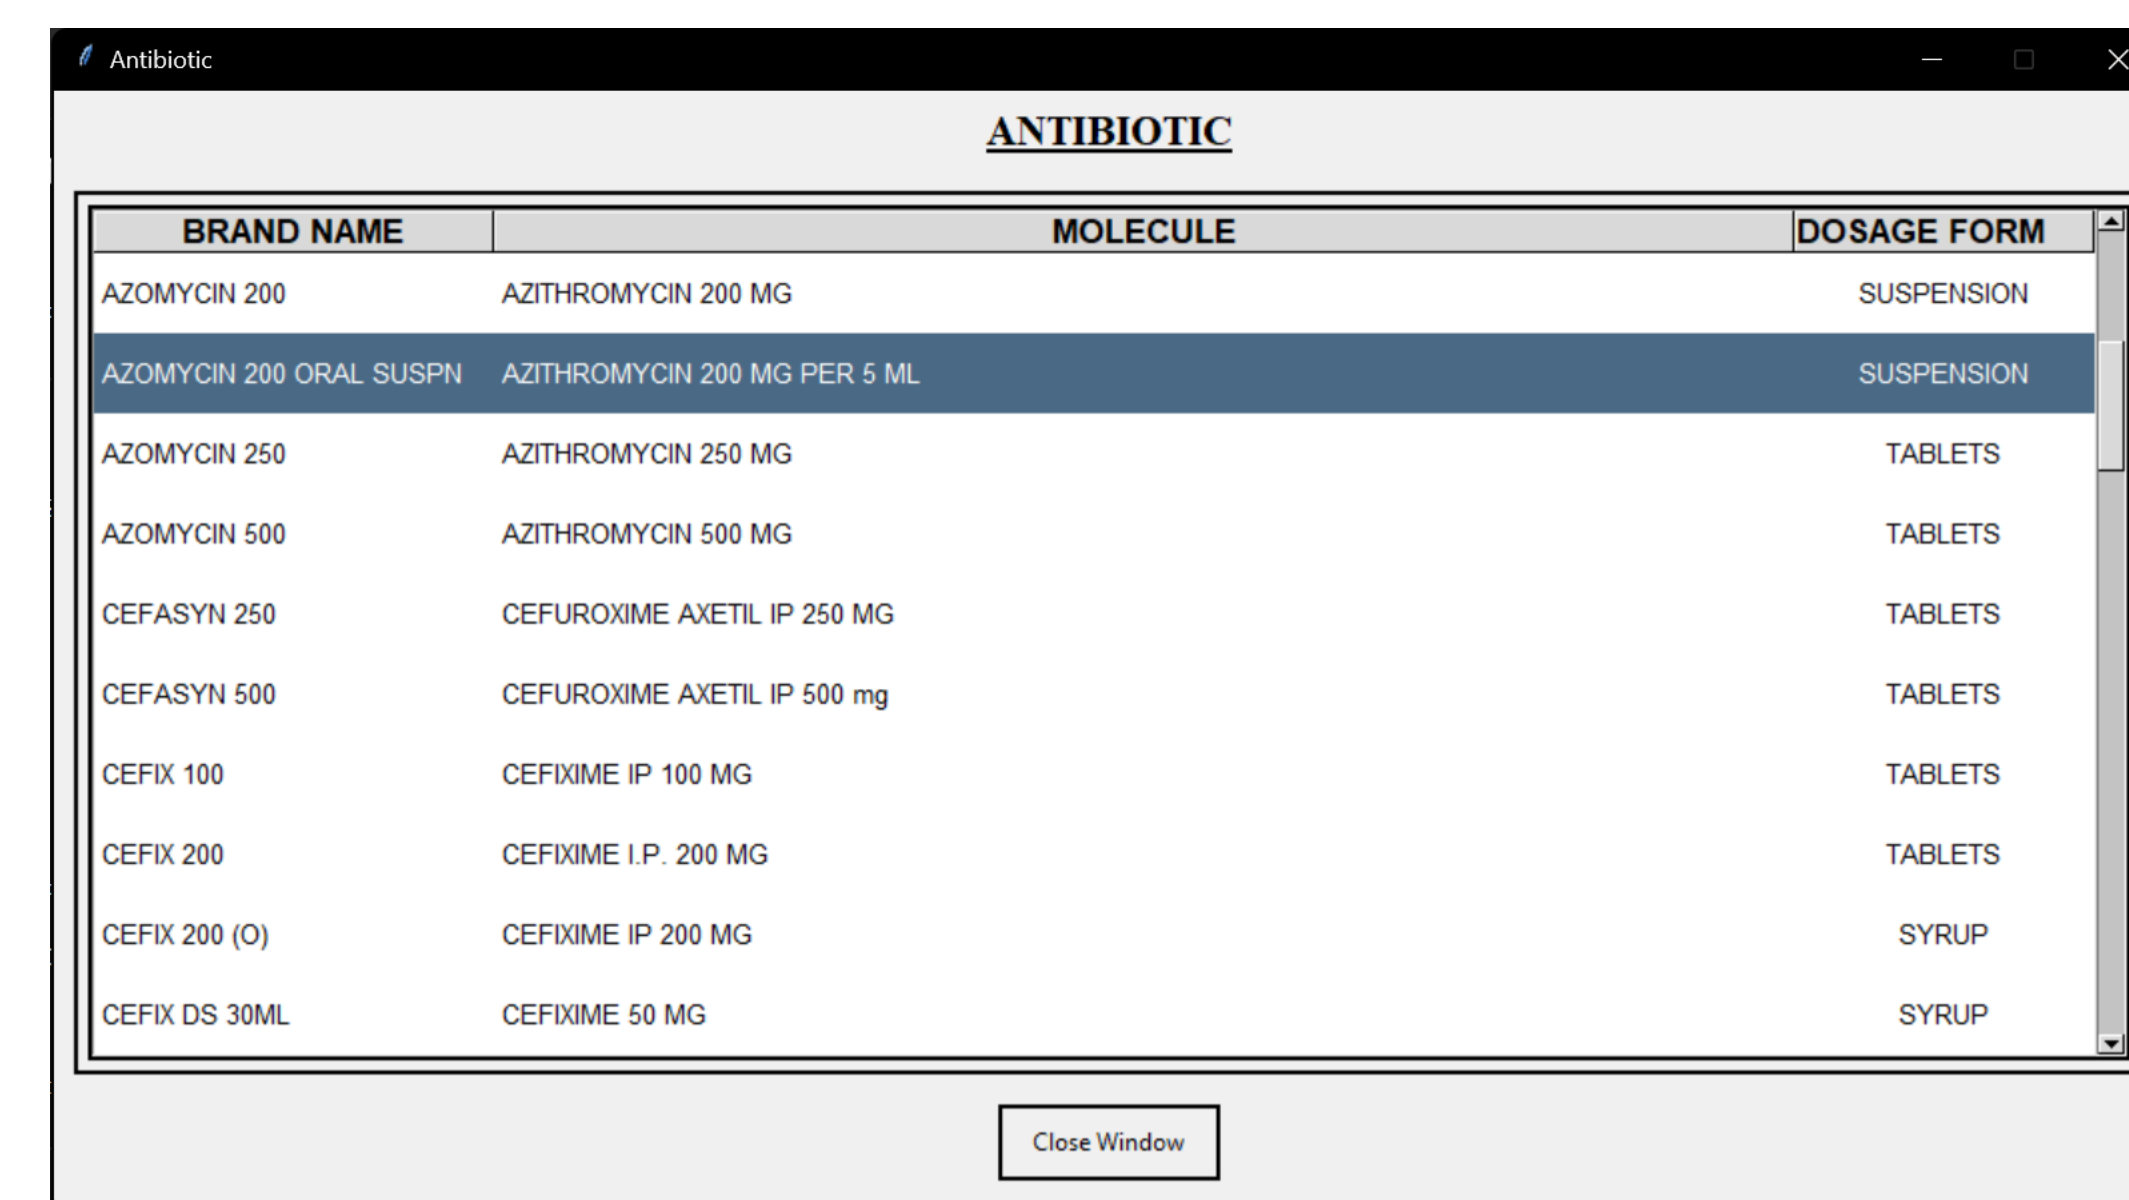 Antibiotic
ANTIBIOTIC
BRAND NAME MOLECULE DOSAGE FORM
AZOMYCIN 200 AZITHROMYCIN 200 MG SUSPENSION
AZOMYCIN 200 ORAL SUSPN AZITHROMYCIN 200 MG PER 5 ML SUSPENSION
AZOMYCIN 250 AZITHROMYCIN 250 MG TABLETS
AZOMYCIN 500 AZITHROMYCIN 500 MG TABLETS
CEFASYN 250 CEFUROXIME AXETIL IP 250 MG TABLETS
CEFASYN 500 CEFUROXIME AXETIL IP 500 mg TABLETS
CEFIX 100 CEFIXIME IP 100 MG TABLETS
CEFIX 200 CEFIXIME I.P. 200 MG TABLETS
CEFIX 200 (O) CEFIXIME IP 200 MG SYRUP
CEFIX DS 30ML CEFIXIME 50 MG SYRUP
Close Window